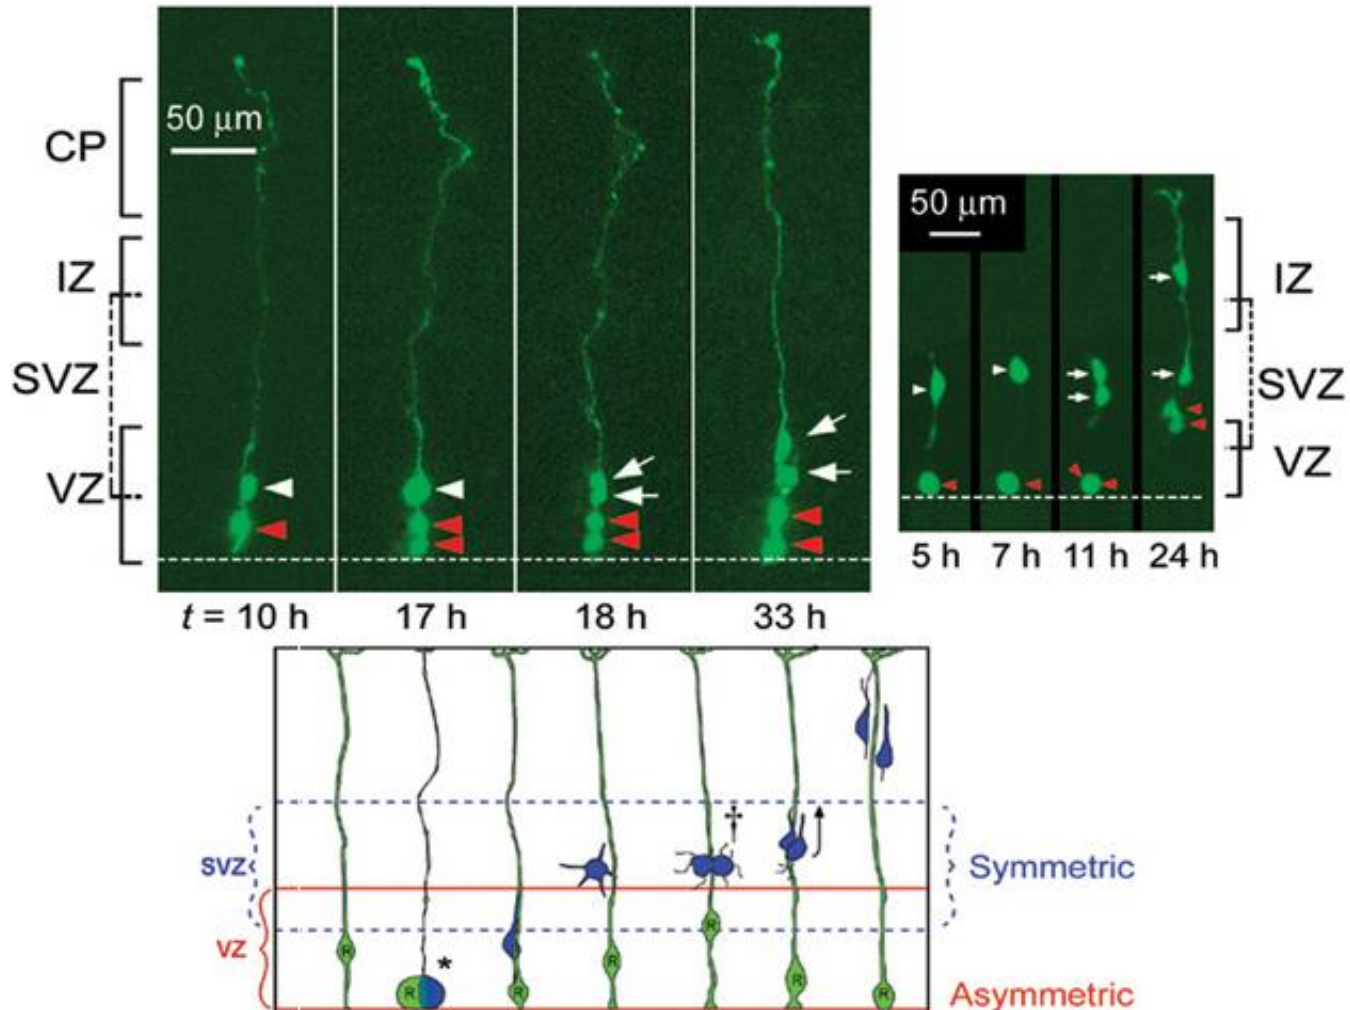 CP
50 μm
IZ
SVZ
VZ
t = 10 h
17 h
18 h
33 h
50 μm
IZ
SVZ
VZ
5 h
7 h
11 h
24 h
SVZ
VZ
R
R
*
R
R
R
†
R
R
Symmetric
Asymmetric